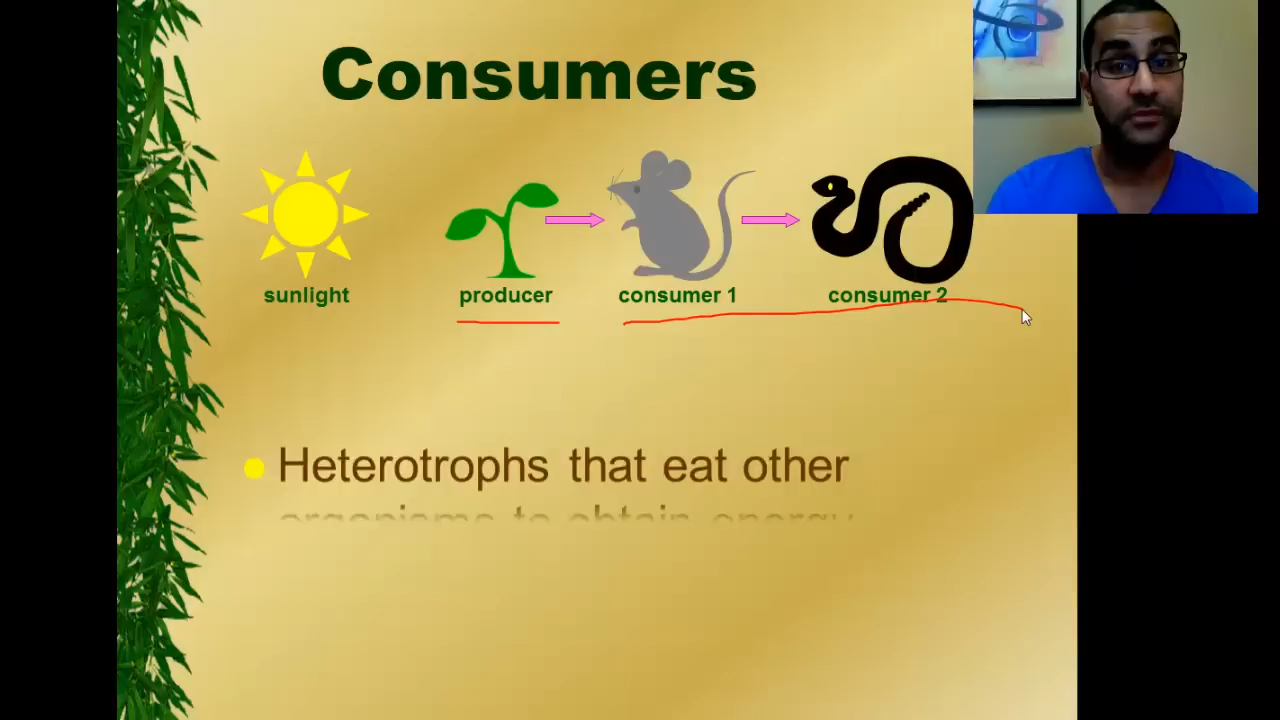 Consumers
sunlight producer consumer 1 consumer 2
Heterotrophs that eat other
organisms to obtain energy